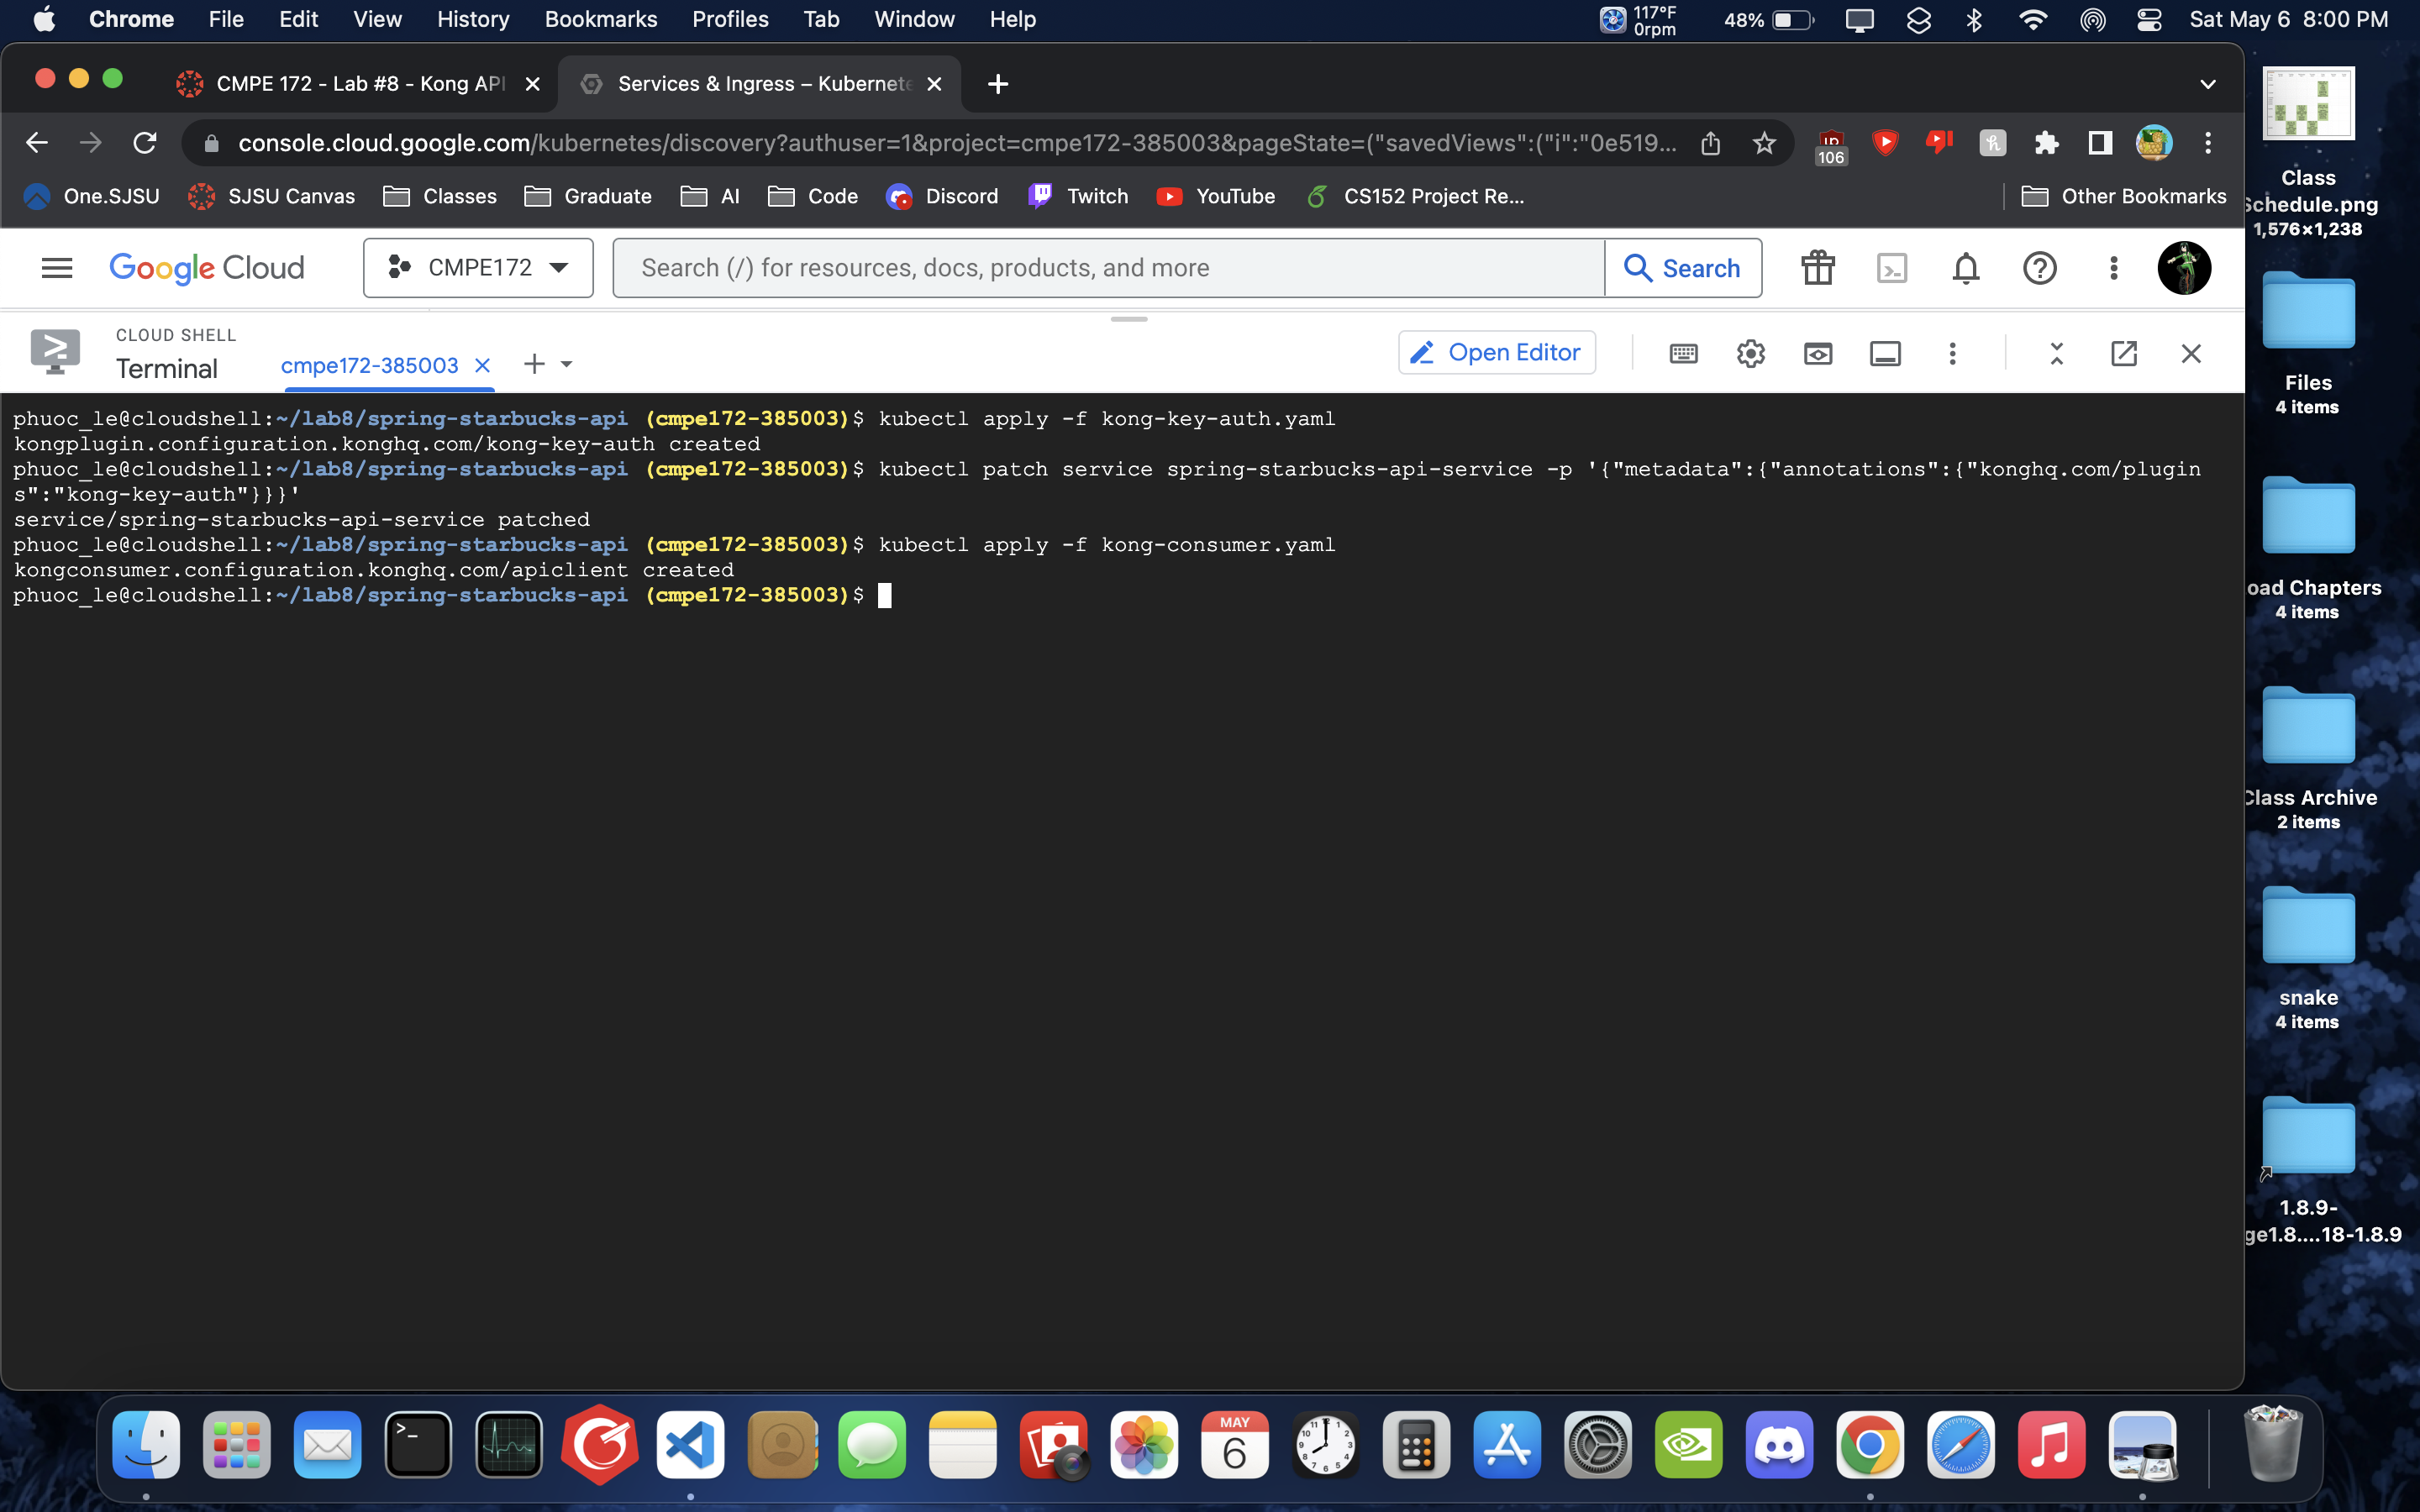 Chrome File Edit View History Bookmarks Profiles Tab Window Help 117°F 0rpm 48% Sat May 6 8:00 PM
CMPE 172 - Lab #8 - Kong API Services & Ingress – Kubernete
console.cloud.google.com/kubernetes/discovery?authuser=1&project=cmpe172-385003&pageState=("savedViews":("i":"0e519... 106
One.SJSU SJSU Canvas Classes Graduate AI Code Discord Twitch YouTube CS152 Project Re... Other Bookmarks
Google Cloud CMPE172 Search (/) for resources, docs, products, and more Search
CLOUD SHELL
Terminal cmpe172-385003 Open Editor
phuoc_le@cloudshell:~/lab8/spring-starbucks-api (cmpe172-385003)$ kubectl apply -f kong-key-auth.yaml
kongplugin.configuration.konghq.com/kong-key-auth created
phuoc_le@cloudshell:~/lab8/spring-starbucks-api (cmpe172-385003)$ kubectl patch service spring-starbucks-api-service -p '{"metadata":{"annotations":{"konghq.com/plugin
s":"kong-key-auth"}}}'
service/spring-starbucks-api-service patched
phuoc_le@cloudshell:~/lab8/spring-starbucks-api (cmpe172-385003)$ kubectl apply -f kong-consumer.yaml
kongconsumer.configuration.konghq.com/apiclient created
phuoc_le@cloudshell:~/lab8/spring-starbucks-api (cmpe172-385003)$
Class
Schedule.png
1,576×1,238
Files
4 items
oad Chapters
4 items
Class Archive
2 items
snake
4 items
1.8.9-
ge1.8....18-1.8.9
MAY
6